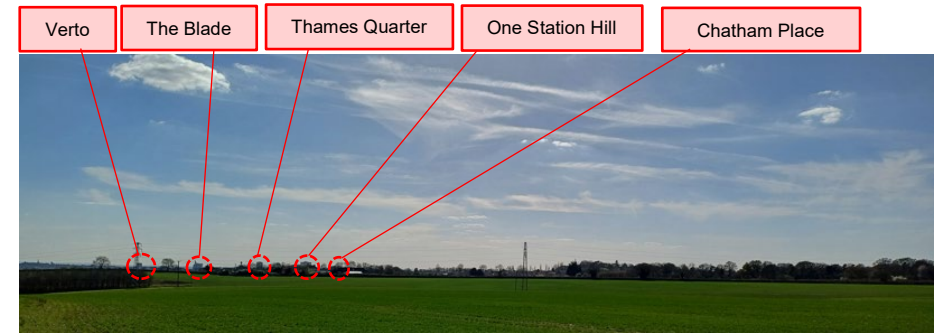 Verto
The Blade
Thames Quarter
One Station Hill
Chatham Place